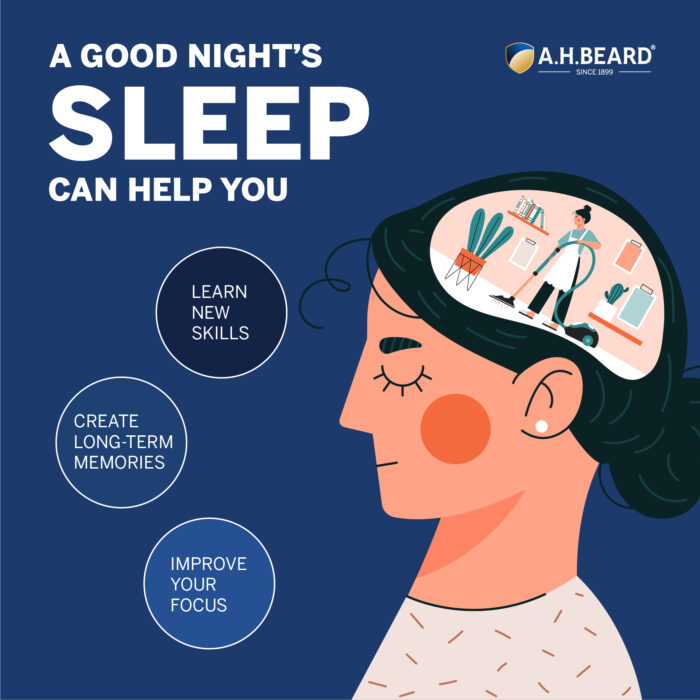 A GOOD NIGHT'S
SLEEP
CAN HELP YOU
A.H.BEARD®
SINCE 1899
LEARN
NEW
SKILLS
CREATE
LONG-TERM
MEMORIES
IMPROVE
YOUR
FOCUS